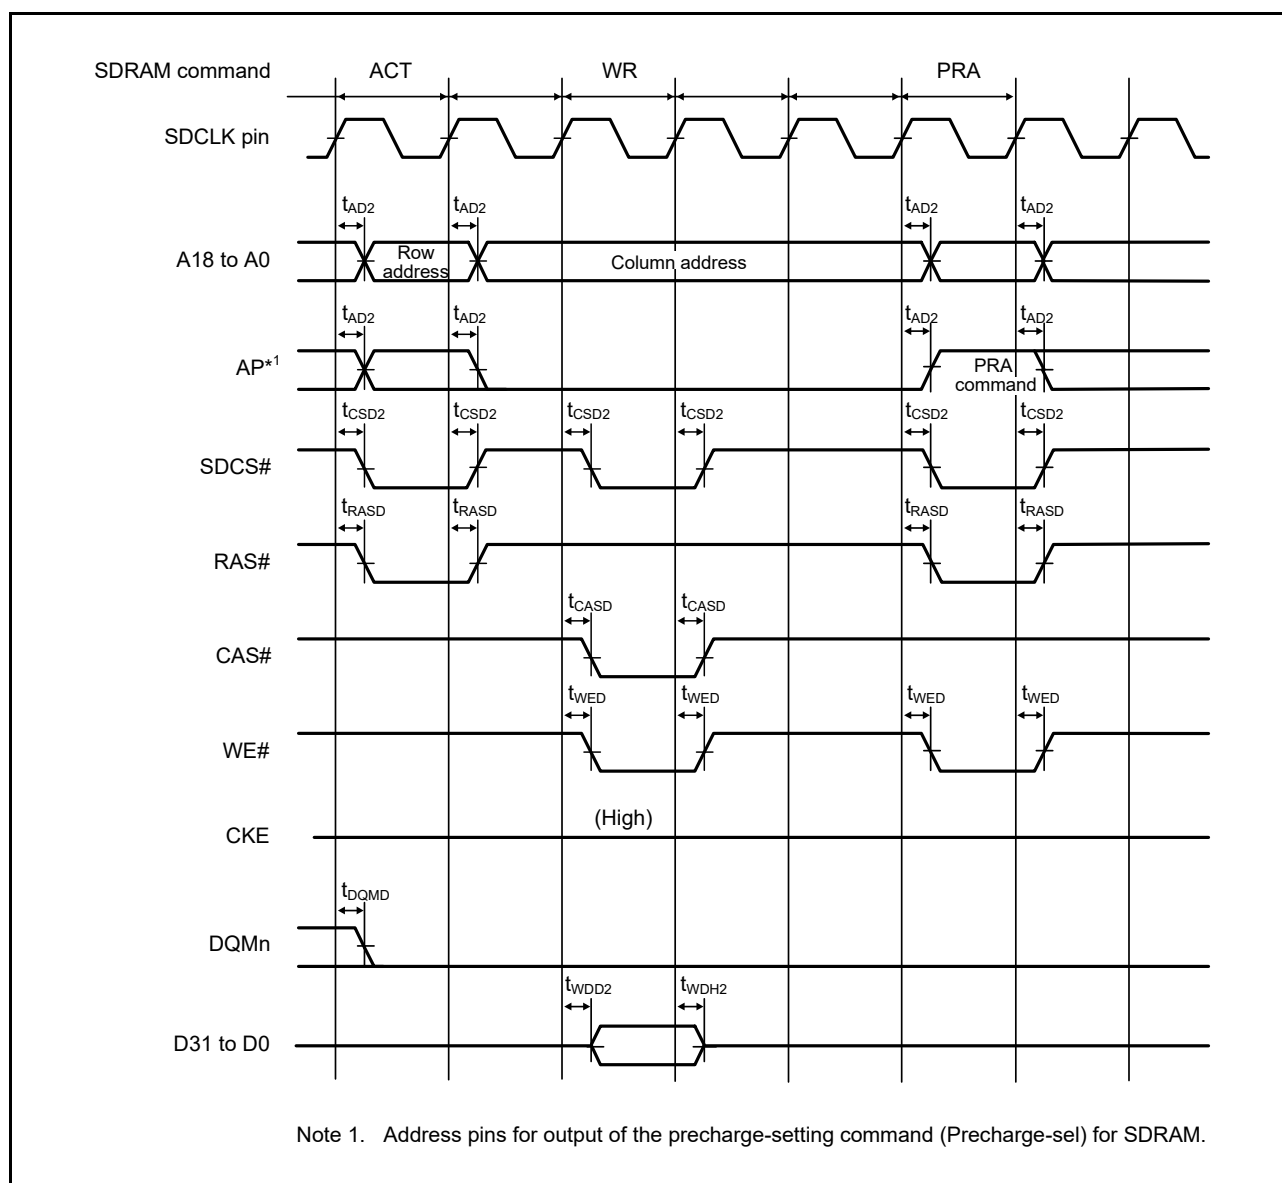 SDRAM command ACT WR PRA
SDCLK pin
tAD2 tAD2 tAD2 tAD2
A18 to A0 Row address Column address
tAD2 tAD2 tAD2 tAD2
AP*1 PRA command
tCSD2 tCSD2 tCSD2 tCSD2 tCSD2 tCSD2
SDCS#
tRASD tRASD tRASD tRASD
RAS#
tCASD tCASD
CAS#
tWED tWED tWED tWED
WE#
(High)
CKE
tDQMD
DQMn
tWDD2 tWDH2
D31 to D0
Note 1. Address pins for output of the precharge-setting command (Precharge-sel) for SDRAM.